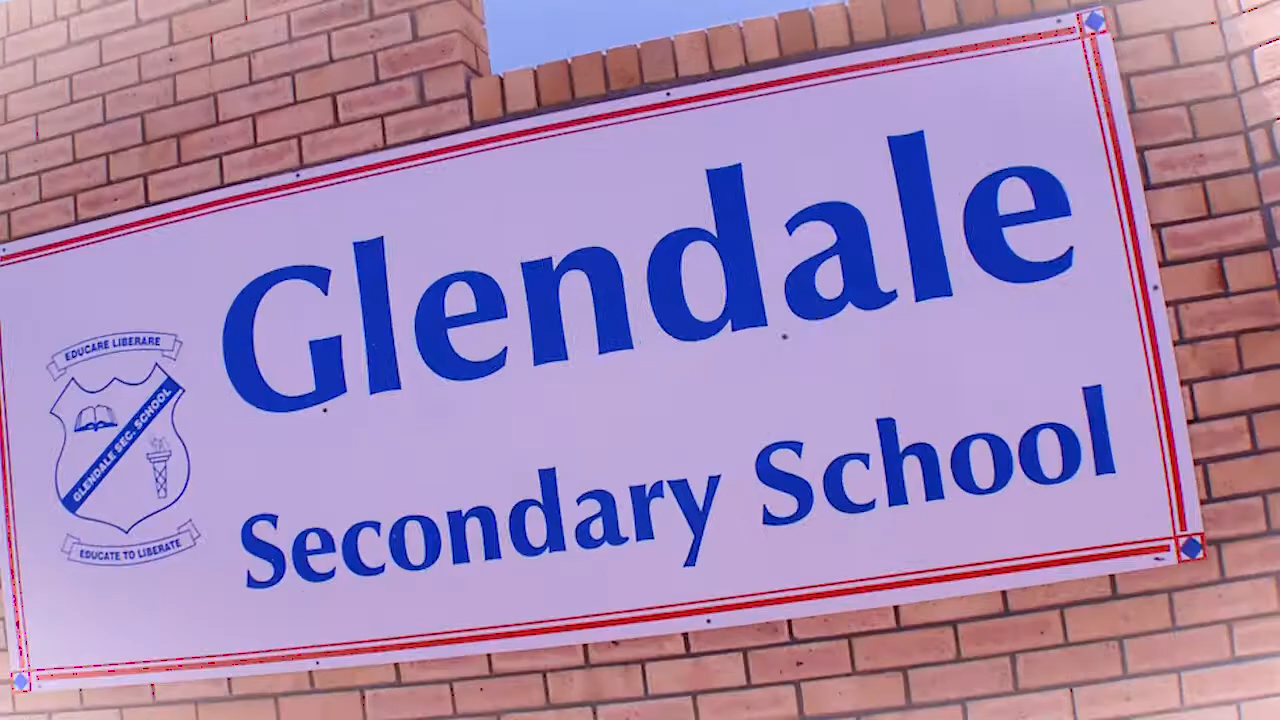 Glendale
Secondary School
EDUCARE LIBERARE
GLENDALE SEC. SCHOOL
EDUCATE TO LIBERATE